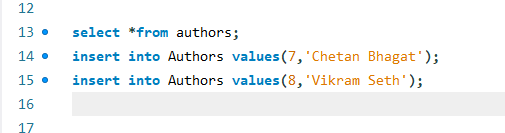 12
13 select *from authors;
14 insert into Authors values(7,'Chetan Bhagat');
15 insert into Authors values(8,'Vikram Seth');
16
17